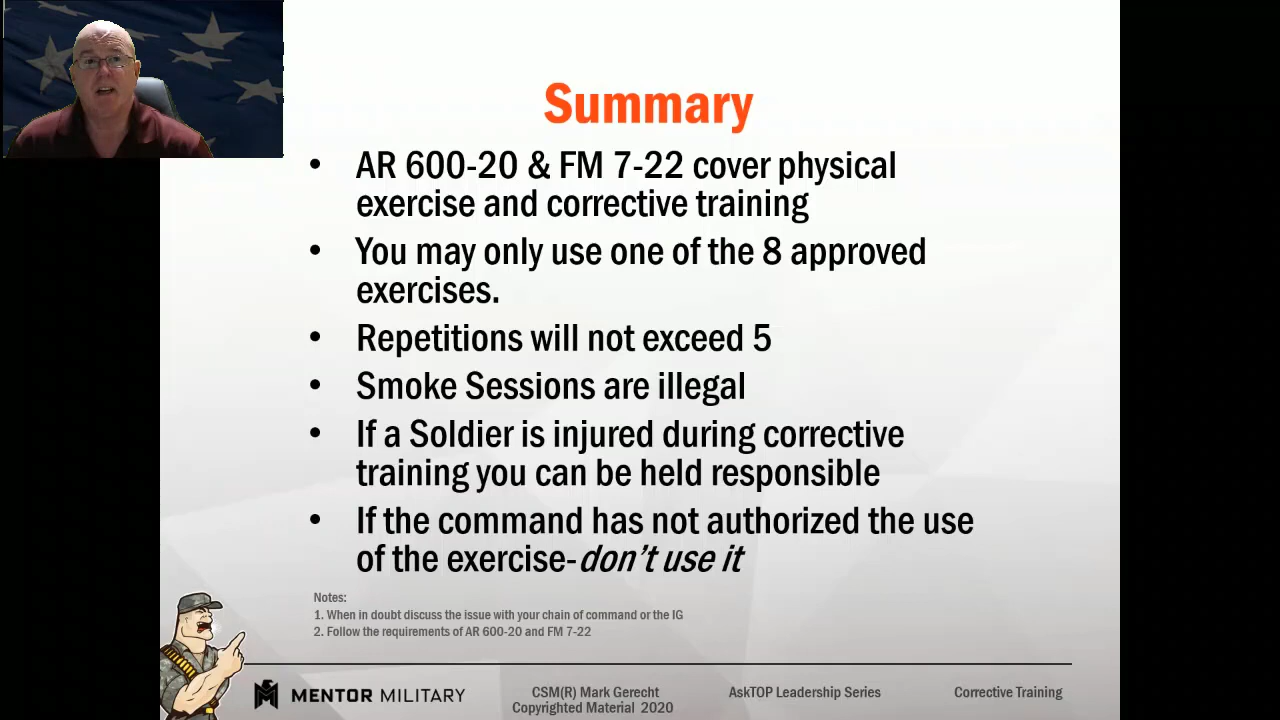 Summary
• AR 600-20 & FM 7-22 cover physical
exercise and corrective training
• You may only use one of the 8 approved
exercises.
• Repetitions will not exceed 5
• Smoke Sessions are illegal
• If a Soldier is injured during corrective
training you can be held responsible
• If the command has not authorized the use
of the exercise-don't use it
Notes:
1. When in doubt discuss the issue with your chain of command or the IG
2. Follow the requirements of AR 600-20 and FM 7-22
MENTOR MILITARY
CSM(R) Mark Gerecht
Copyrighted Material 2020
AskTOP Leadership Series
Corrective Training